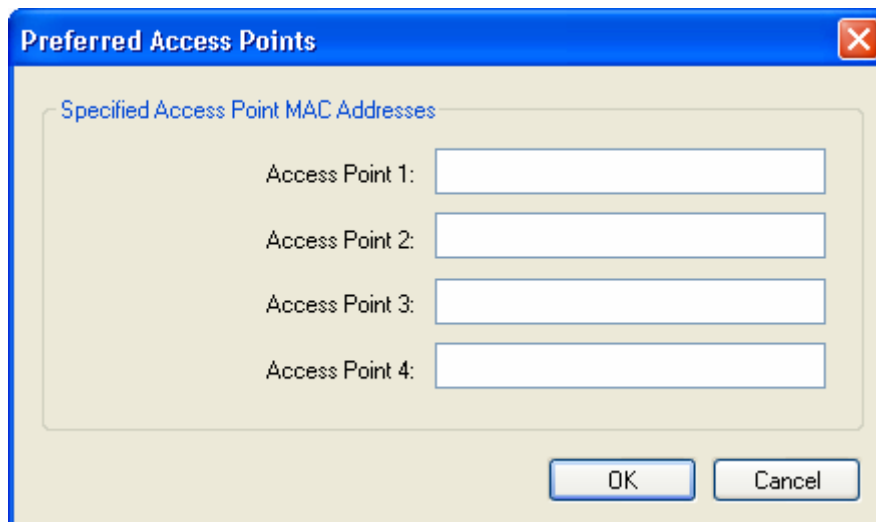 Preferred Access Points
Specified Access Point MAC Addresses
Access Point 1:
Access Point 2:
Access Point 3:
Access Point 4:
OK Cancel